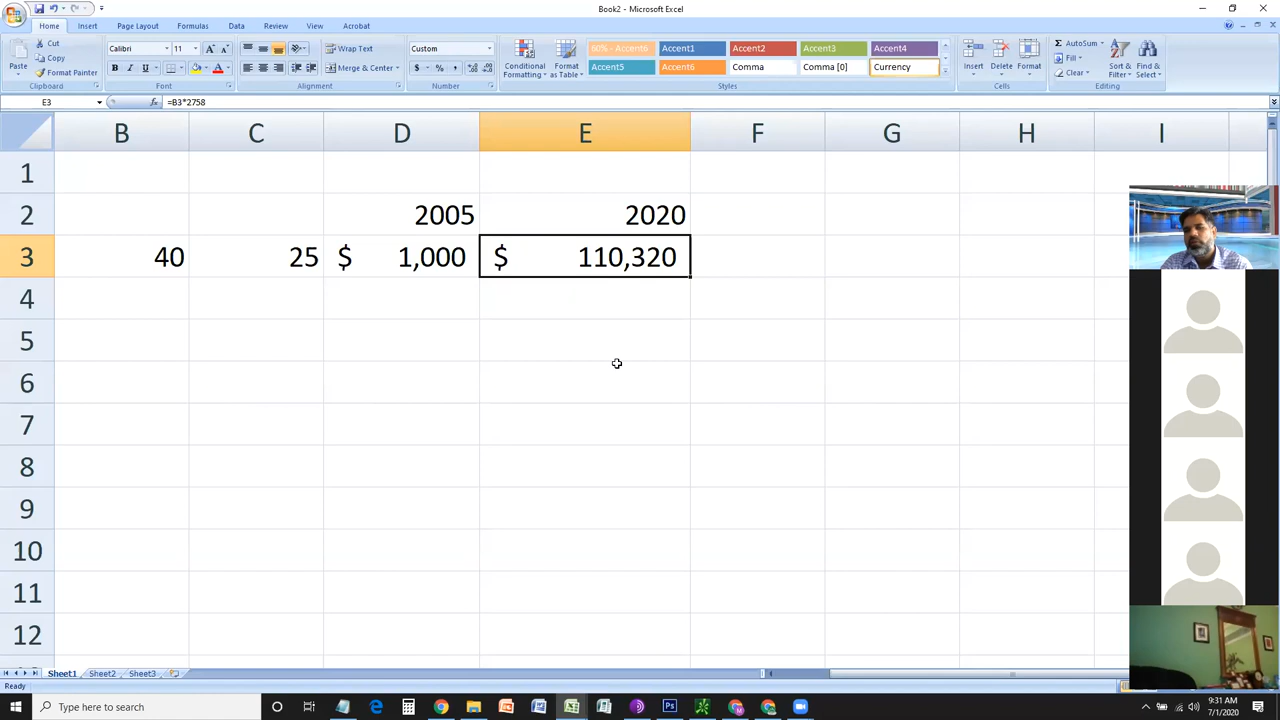 Book2 - Microsoft Excel
Home Insert Page Layout Formulas Data Review View Acrobat
Cut
Copy
Format Painter
Paste
Clipboard
Calibri 11
B I U
Font
Wrap Text
Merge & Center
Alignment
Custom
$ % ,
Number
Conditional Formatting
Format as Table
60% - Accent6 Accent1 Accent2 Accent3 Accent4
Accent5 Accent6 Comma Comma [0] Currency
Styles
Insert Delete Format
Cells
AutoSum
Fill
Clear
Sort & Filter
Find & Select
Editing
E3 fx =B3*2758
B C D E F G H I
1
2 2005 2020
3 40 25 $ 1,000 $ 110,320
4
5
6
7
8
9
10
11
12
Sheet1 Sheet2 Sheet3
Ready
Type here to search
9:31 AM
7/1/2020